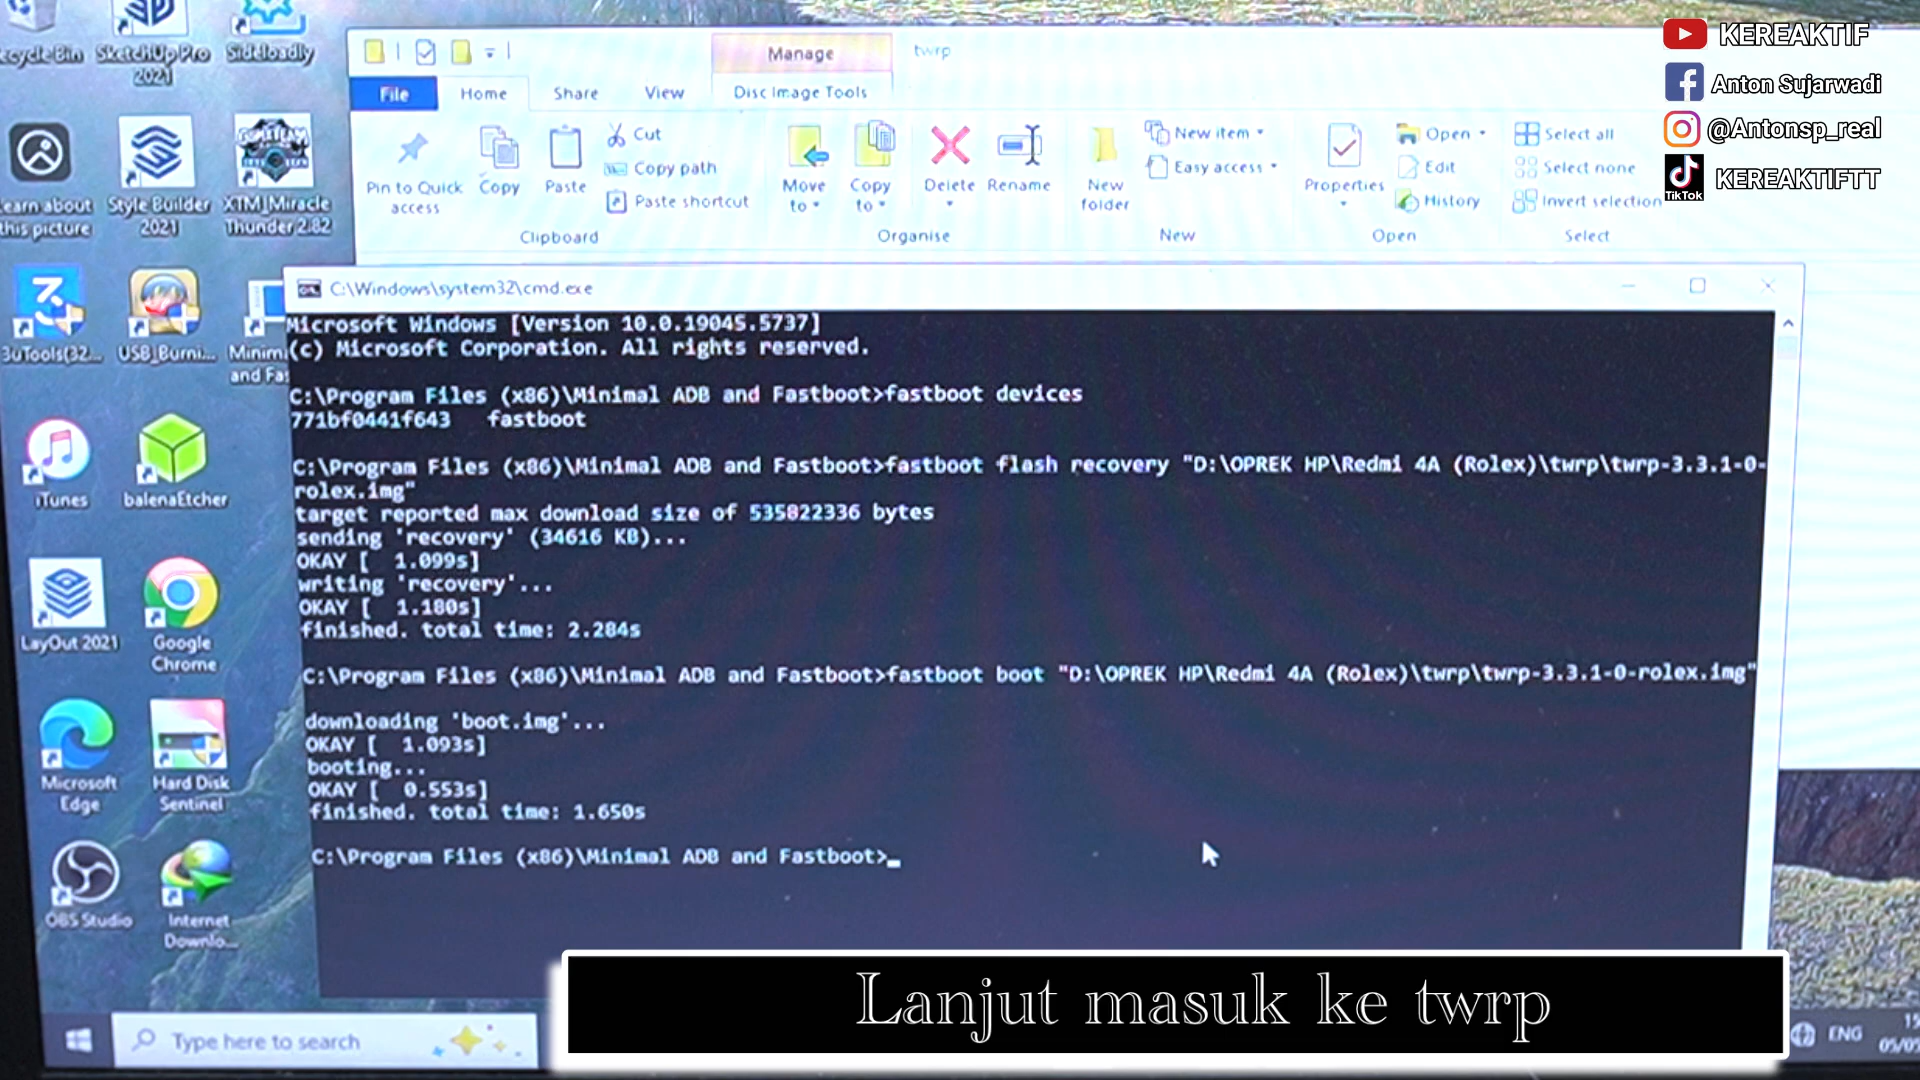 KEREAKTIF
Anton Sujarwadi
@Antonsp_real
TikTok
KEREAKTIFTT
SketchUp Pro
2021
Sideloadly
this picture
Style Builder
2021
XTM_Miracle
Thunder 2.82
3uTools(32...
USB_Burni...
iTunes
balenaEtcher
LayOut 2021
Google
Chrome
Microsoft
Edge
Hard Disk
Sentinel
OBS Studio
Internet
Downlo...
Manage
twrp
File
Home
Share
View
Disc Image Tools
Pin to Quick
access
Copy
Paste
Cut
Copy path
Paste shortcut
Clipboard
Move
to
Copy
to
Delete
Rename
Organise
New
folder
New item
Easy access
New
Properties
Open
Edit
History
Open
Select all
Select none
Invert selection
Select
C:\Windows\system32\cmd.exe
Microsoft Windows [Version 10.0.19045.5737]
(c) Microsoft Corporation. All rights reserved.
C:\Program Files (x86)\Minimal ADB and Fastboot>fastboot devices
771bf0441f643 fastboot
C:\Program Files (x86)\Minimal ADB and Fastboot>fastboot flash recovery "D:\OPREK HP\Redmi 4A (Rolex)\twrp\twrp-3.3.1-0-
rolex.img"
target reported max download size of 535822336 bytes
sending 'recovery' (34616 KB)...
OKAY [ 1.099s]
writing 'recovery'...
OKAY [ 1.180s]
finished. total time: 2.284s
C:\Program Files (x86)\Minimal ADB and Fastboot>fastboot boot "D:\OPREK HP\Redmi 4A (Rolex)\twrp\twrp-3.3.1-0-rolex.img"
downloading 'boot.img'...
OKAY [ 1.093s]
booting...
OKAY [ 0.553s]
finished. total time: 1.650s
C:\Program Files (x86)\Minimal ADB and Fastboot>_
Type here to search
ENG
Lanjut masuk ke twrp